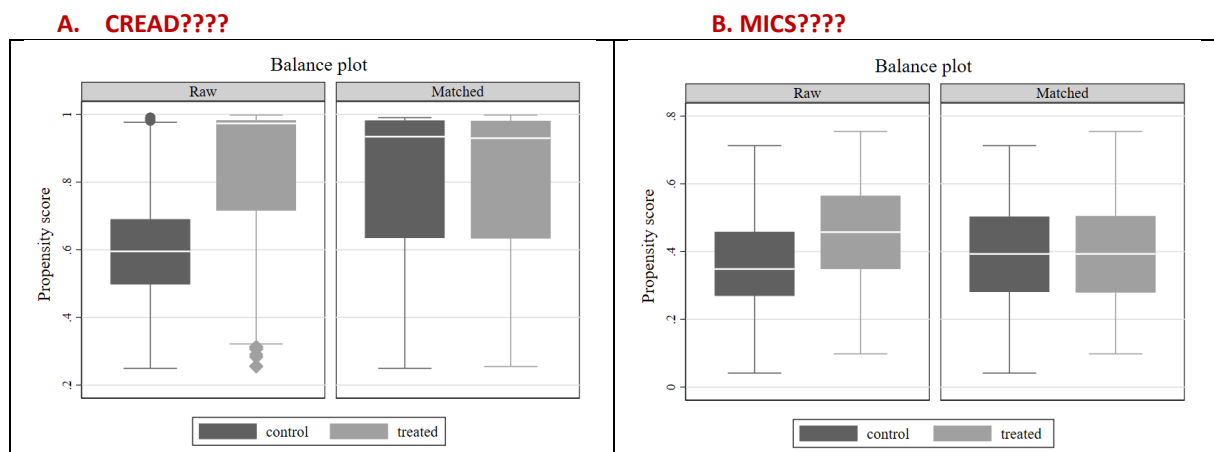 A. CREAD????
Balance plot
Raw
Matched
Propensity score
1
.8
.6
.4
.2
control
treated
B. MICS????
Balance plot
Raw
Matched
Propensity score
.8
.6
.4
.2
0
control
treated